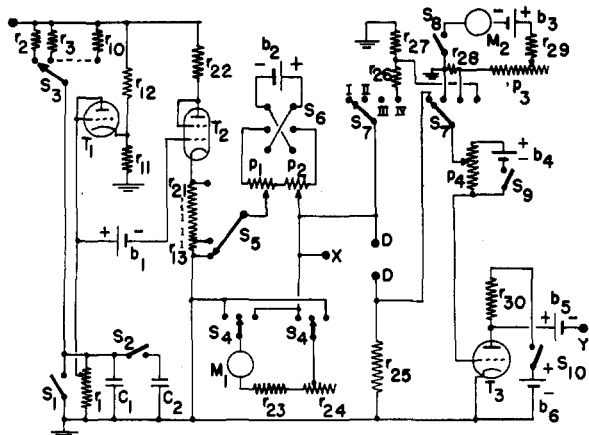 r2 r3 r10
S3
r12
r22
T1
r11
T2
b2
S6
p1 p2
r21
r13
S5
+ - b1
X
S2
S1 r1 C1 C2
S4 S4
M1
r23 r24
r27
r26
I II III IV
S7
D
D
r25
S8
M2
- + b3
r28
r29
p3
S7
p4
+ - b4
S9
r30
- b5
Y
T3
+ S10
- b6